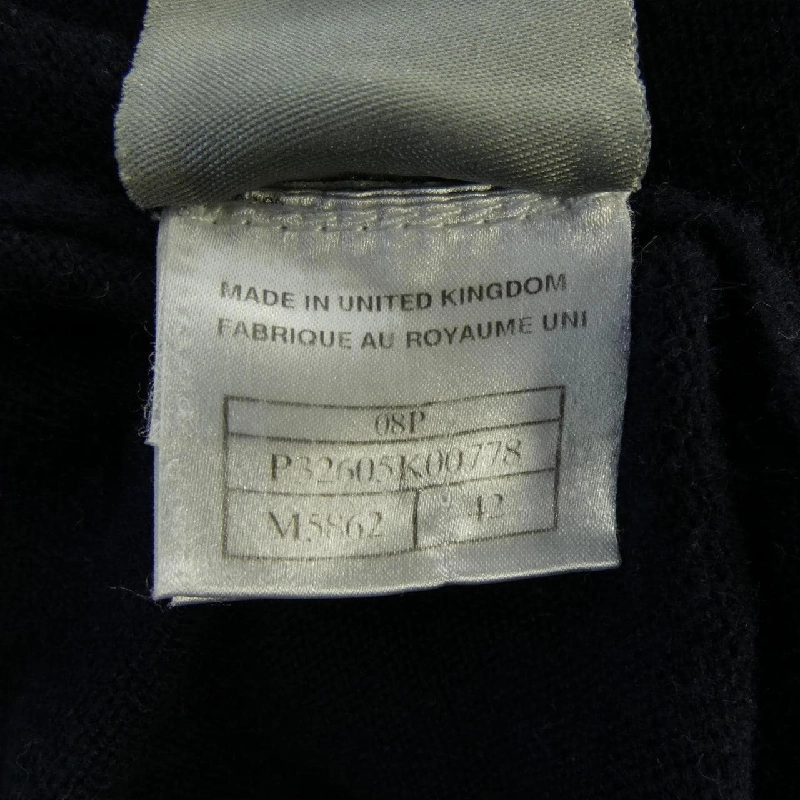 MADE IN UNITED KINGDOM
FABRIQUE AU ROYAUME UNI
08P
P32605K00778
M5862 42